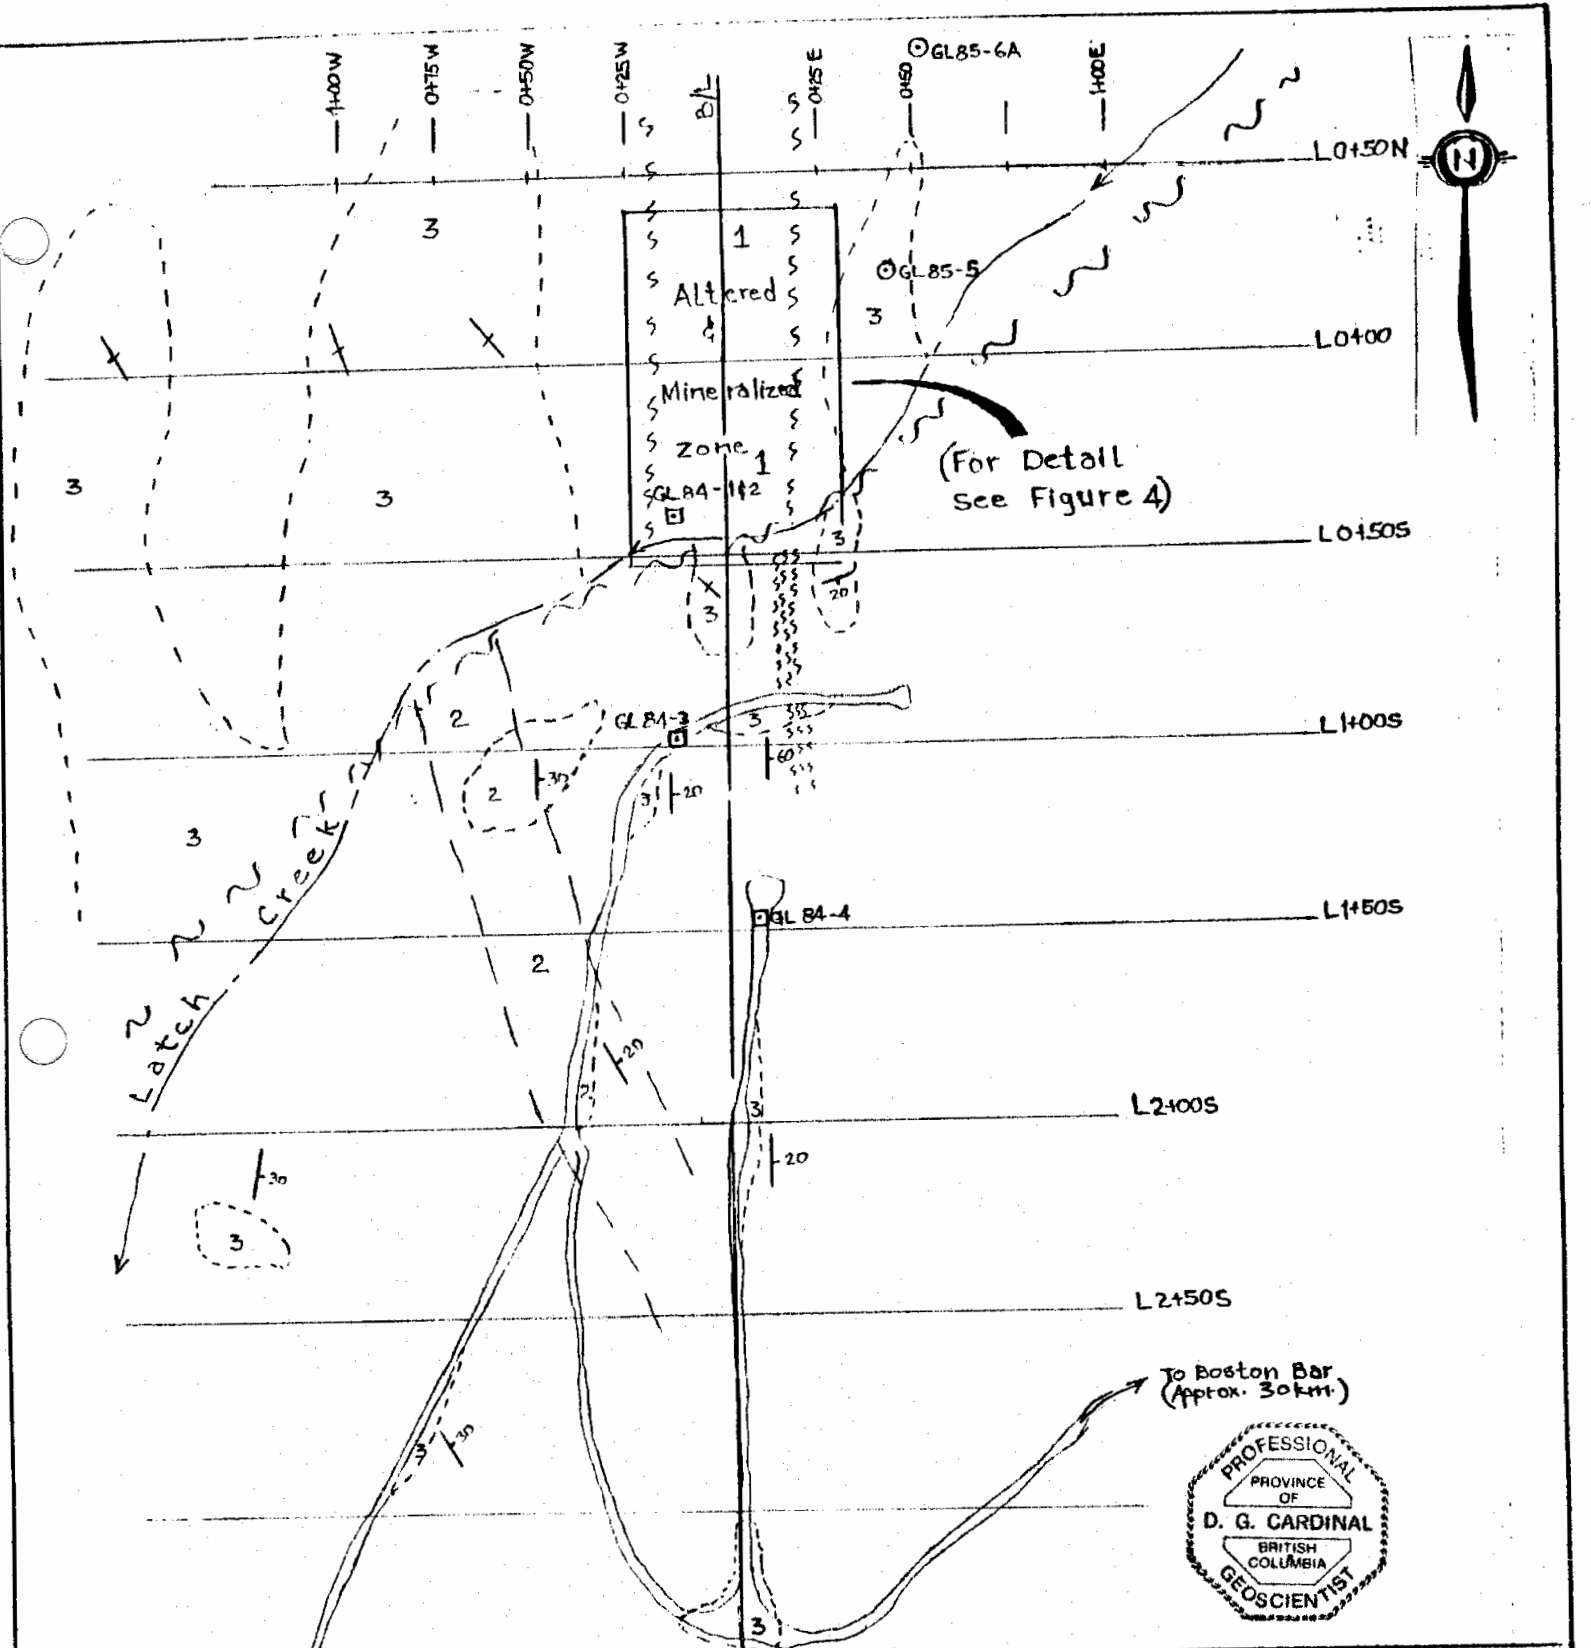 1+00W
0+75W
0+50W
0+25W
B/L
0+25E
0+50
GL85-6A
1+00E
L0+50N
N
3
1
GL85-5
Altered
&
3
L0+00
Mineralized
zone
1
(For Detail
See Figure 4)
3
3
GL84-1&2
3
L0+50S
3
20
2
GL84-3
3
L1+00S
60
30
2
3
20
3
Creek
GL 84-4
L1+50S
2
Latch
20
3
3
L2+00S
20
30
3
L2+50S
To Boston Bar
(Approx. 30km.)
3
30
PROFESSIONAL
PROVINCE
OF
D. G. CARDINAL
BRITISH
COLUMBIA
GEOSCIENTIST
3